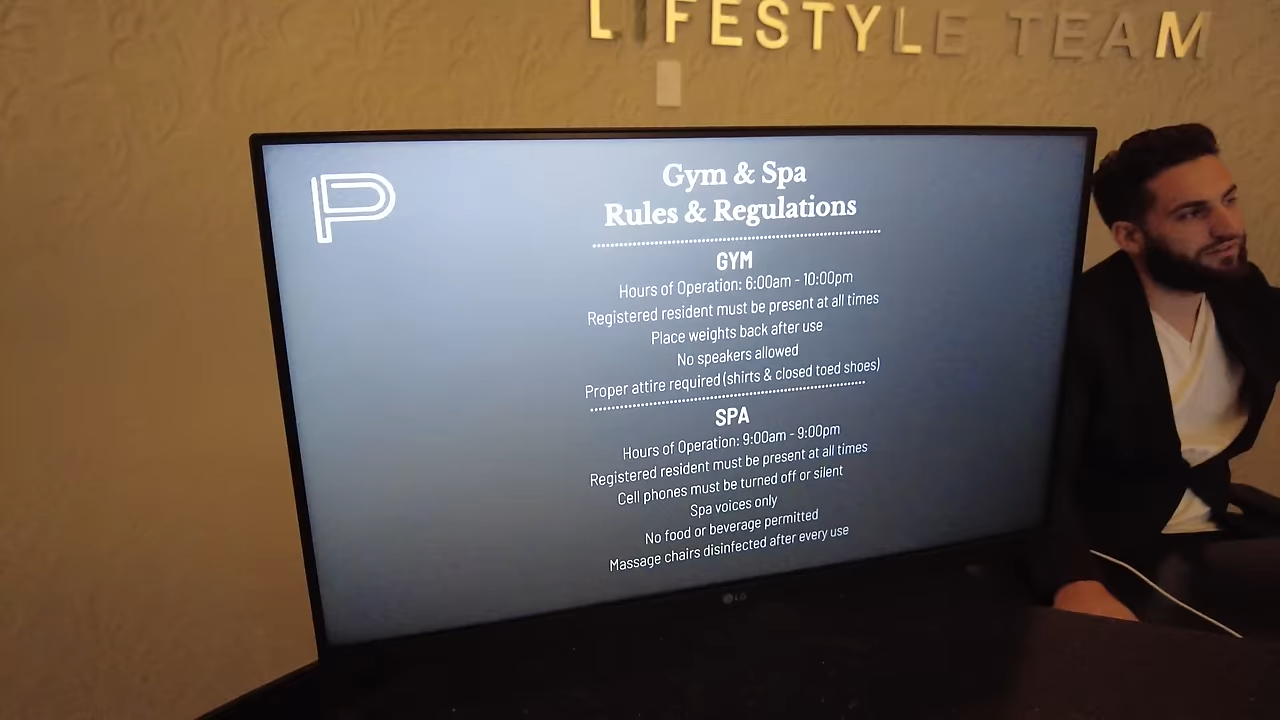 LIFESTYLE TEAM
P
Gym & Spa
Rules & Regulations
GYM
Hours of Operation: 6:00am - 10:00pm
Registered resident must be present at all times
Place weights back after use
No speakers allowed
Proper attire required (shirts & closed toed shoes)
SPA
Hours of Operation: 9:00am - 9:00pm
Registered resident must be present at all times
Cell phones must be turned off or silent
Spa voices only
No food or beverage permitted
Massage chairs disinfected after every use
LG